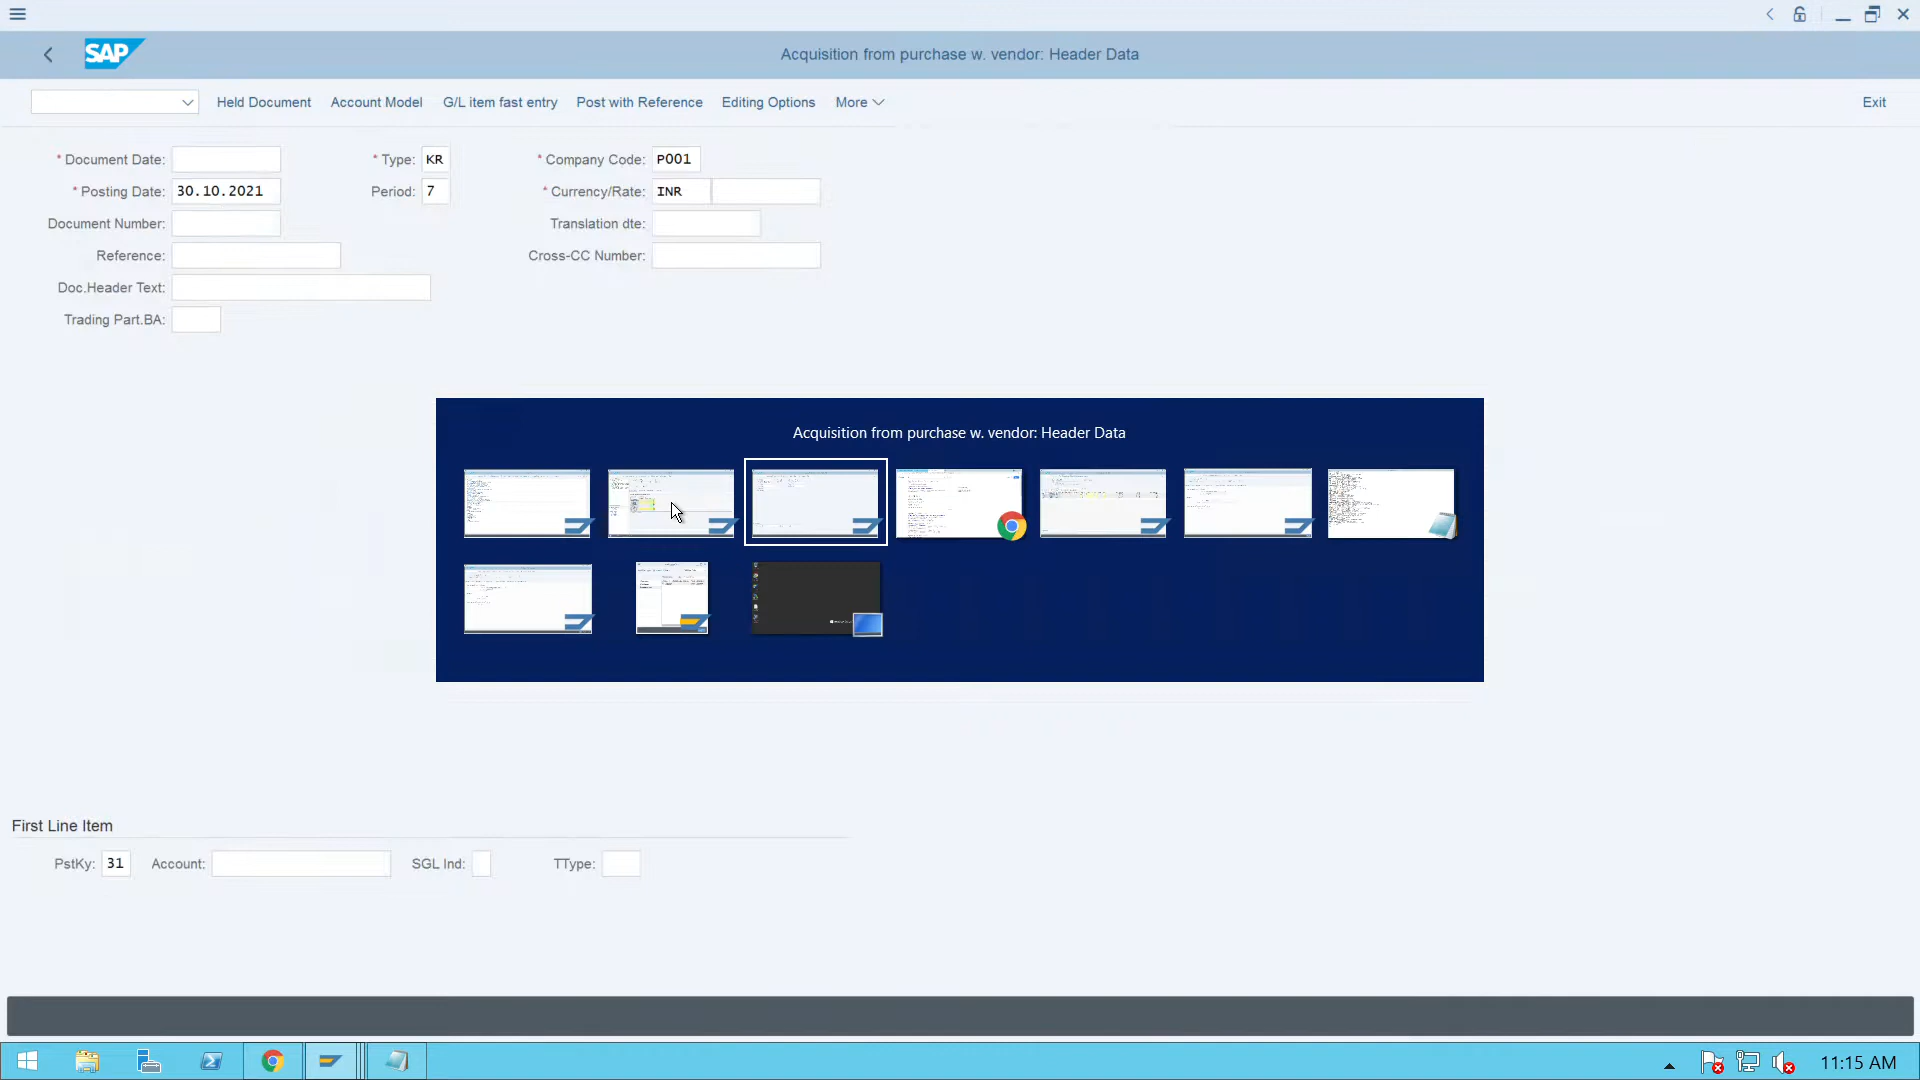 SAP
Acquisition from purchase w. vendor: Header Data
Held Document Account Model G/L item fast entry Post with Reference Editing Options More Exit
* Document Date: * Type: KR * Company Code: P001
* Posting Date: 30.10.2021 Period: 7 * Currency/Rate: INR
Document Number: Translation dte:
Reference: Cross-CC Number:
Doc.Header Text:
Trading Part.BA:
Acquisition from purchase w. vendor: Header Data
First Line Item
PstKy: 31 Account: SGL Ind: TType:
11:15 AM